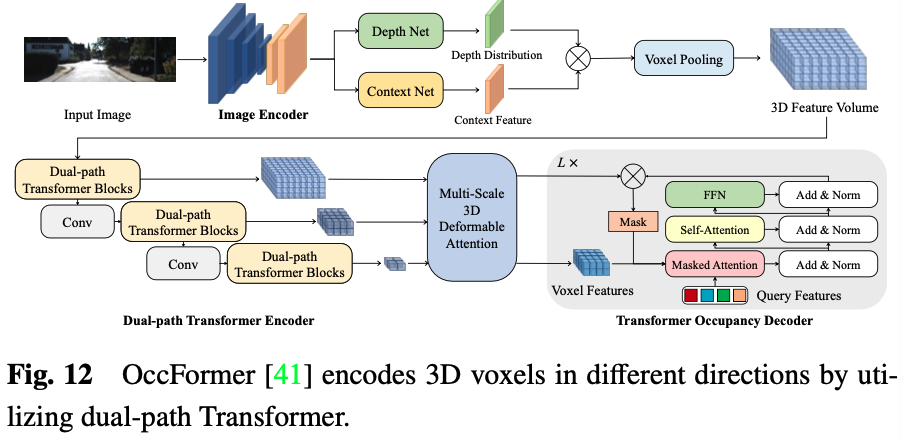 Depth Net
Depth Distribution
Context Net
Context Feature
Voxel Pooling
Input Image
Image Encoder
3D Feature Volume
Dual-path
Transformer Blocks
Conv
Dual-path
Transformer Blocks
Conv
Dual-path
Transformer Blocks
Multi-Scale
3D
Deformable
Attention
L ×
Mask
FFN
Add & Norm
Self-Attention
Add & Norm
Masked Attention
Add & Norm
Voxel Features
Query Features
Dual-path Transformer Encoder
Transformer Occupancy Decoder
Fig. 12 OccFormer [41] encodes 3D voxels in different directions by uti-
lizing dual-path Transformer.